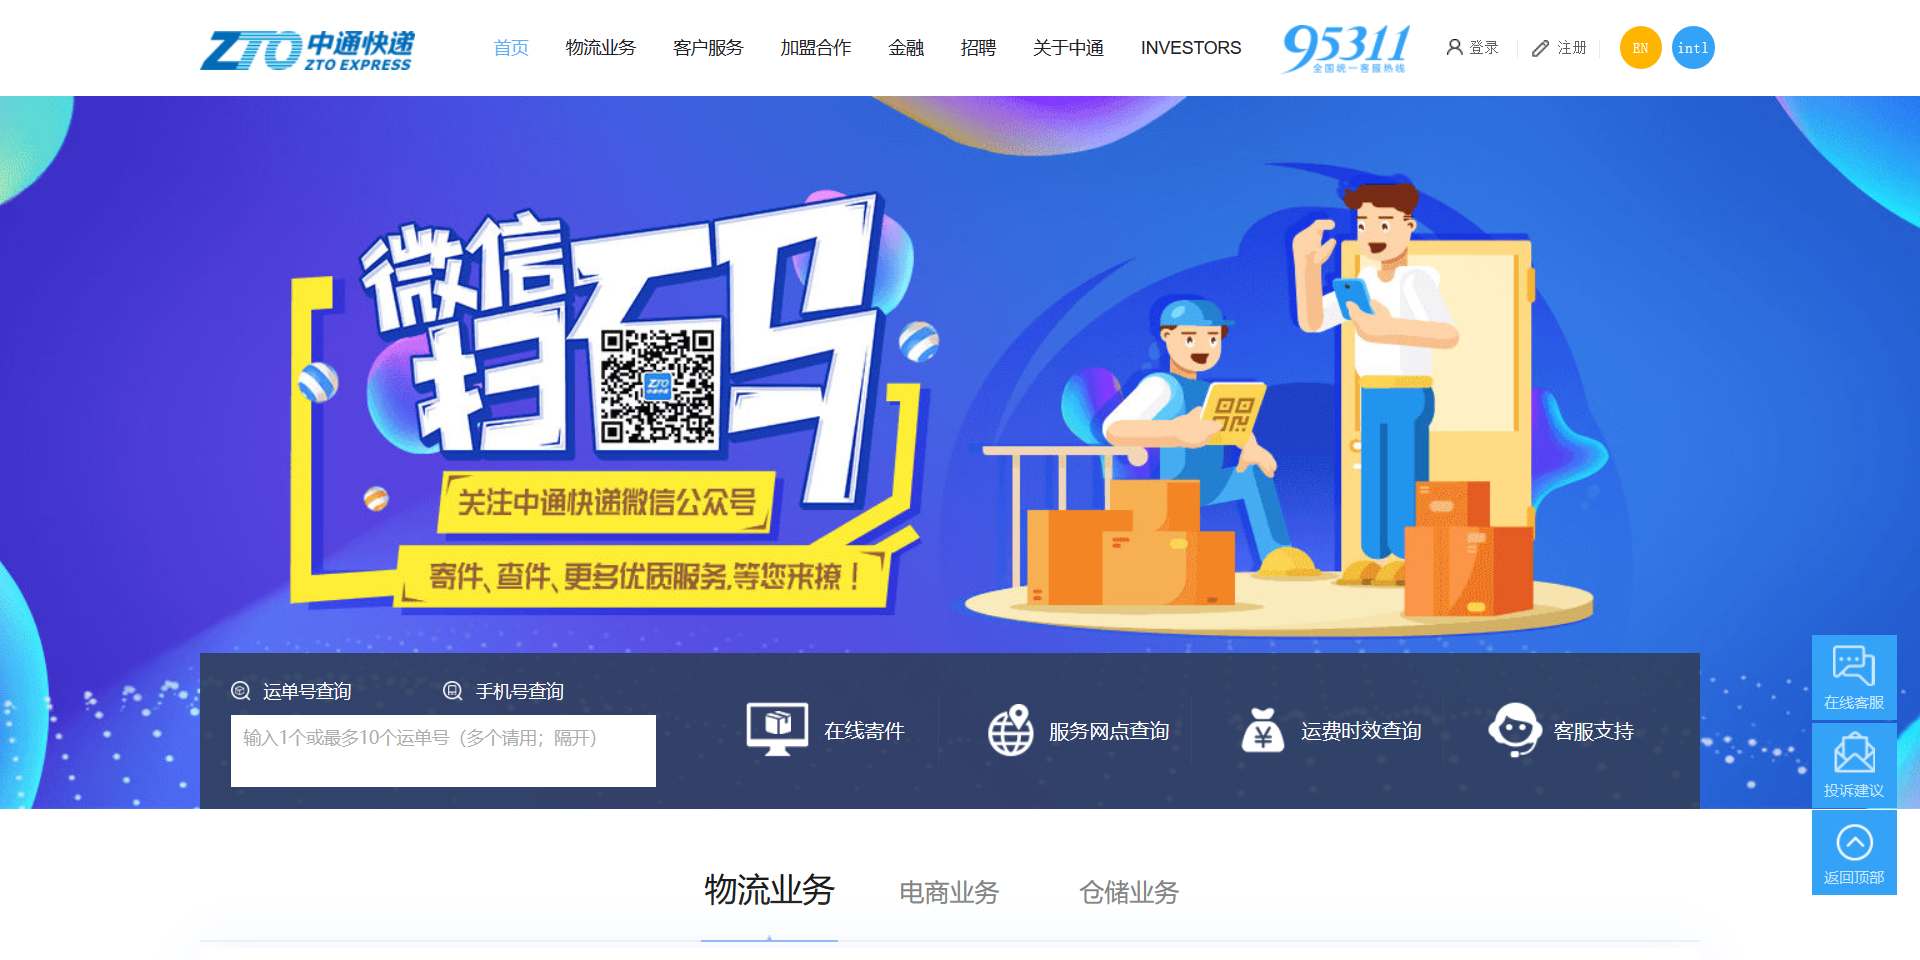 ZTO 中通快递
ZTO EXPRESS
首页 物流业务 客户服务 加盟合作 金融 招聘 关于中通 INVESTORS
95311
全国统一客服热线
登录 注册 EN intl
微信
扫码
ZTO
关注中通快递微信公众号
寄件、查件、更多优质服务,等您来撩!
运单号查询 手机号查询
输入1个或最多10个运单号（多个请用；隔开）
在线寄件 服务网点查询 运费时效查询 客服支持
在线客服
投诉建议
返回顶部
物流业务 电商业务 仓储业务